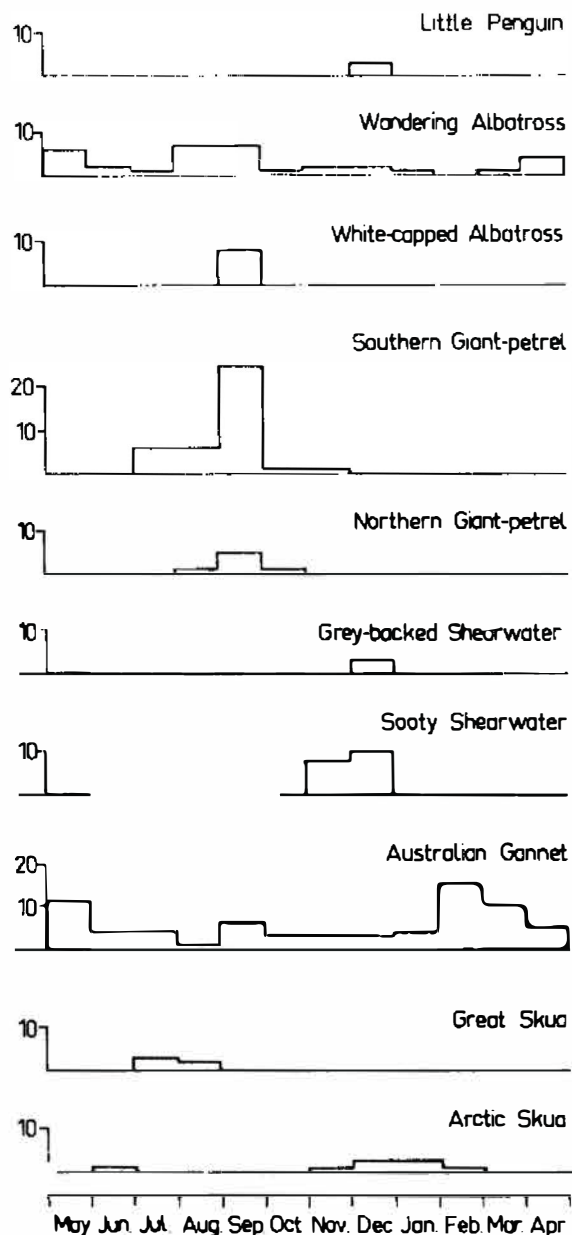 Little Penguin
10
Wandering Albatross
10
White-capped Albatross
10
Southern Giant-petrel
20
10
Northern Giant-petrel
10
Grey-backed Shearwater
10
Sooty Shearwater
10
Australian Gannet
20
10
Great Skua
10
Arctic Skua
10
May Jun. Jul. Aug. Sep Oct Nov. Dec Jan. Feb. Mar. Apr